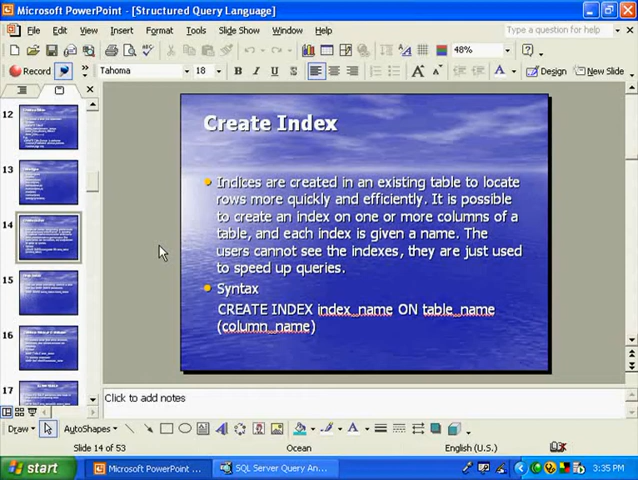 Microsoft PowerPoint - [Structured Query Language]
File Edit View Insert Format Tools Slide Show Window Help
Type a question for help
48%
Record Tahoma 18 B I U S A A A Design New Slide
12
13
14
15
16
17
Create Index
Indices are created in an existing table to locate
rows more quickly and efficiently. It is possible
to create an index on one or more columns of a
table, and each index is given a name. The
users cannot see the indexes, they are just used
to speed up queries.
Syntax
CREATE INDEX index_name ON table_name
(column_name)
Click to add notes
Draw AutoShapes
Slide 14 of 53 Ocean English (U.S.)
start Microsoft PowerPoint ... SQL Server Query An... 3:35 PM